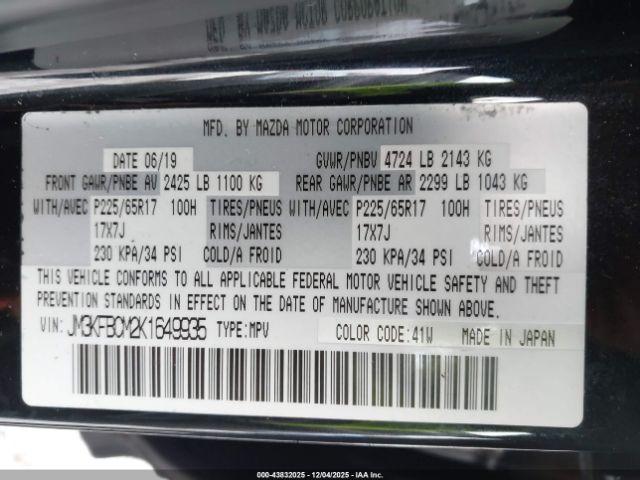 MFD. BY MAZDA MOTOR CORPORATION
DATE 06/19 GVWR/PNBV 4724 LB 2143 KG
FRONT GAWR/PNBE AV 2425 LB 1100 KG REAR GAWR/PNBE AR 2299 LB 1043 KG
WITH/AVEC P225/65R17 100H TIRES/PNEUS WITH/AVEC P225/65R17 100H TIRES/PNEUS
17X7J RIMS/JANTES 17X7J RIMS/JANTES
230 KPA/34 PSI COLD/A FROID 230 KPA/34 PSI COLD/A FROID
THIS VEHICLE CONFORMS TO ALL APPLICABLE FEDERAL MOTOR VEHICLE SAFETY AND THEFT
PREVENTION STANDARDS IN EFFECT ON THE DATE OF MANUFACTURE SHOWN ABOVE.
VIN: JM3KFBCM2K1649935 TYPE:MPV COLOR CODE:41W MADE IN JAPAN
000-43832025 - 12/04/2025 - IAAI.COM